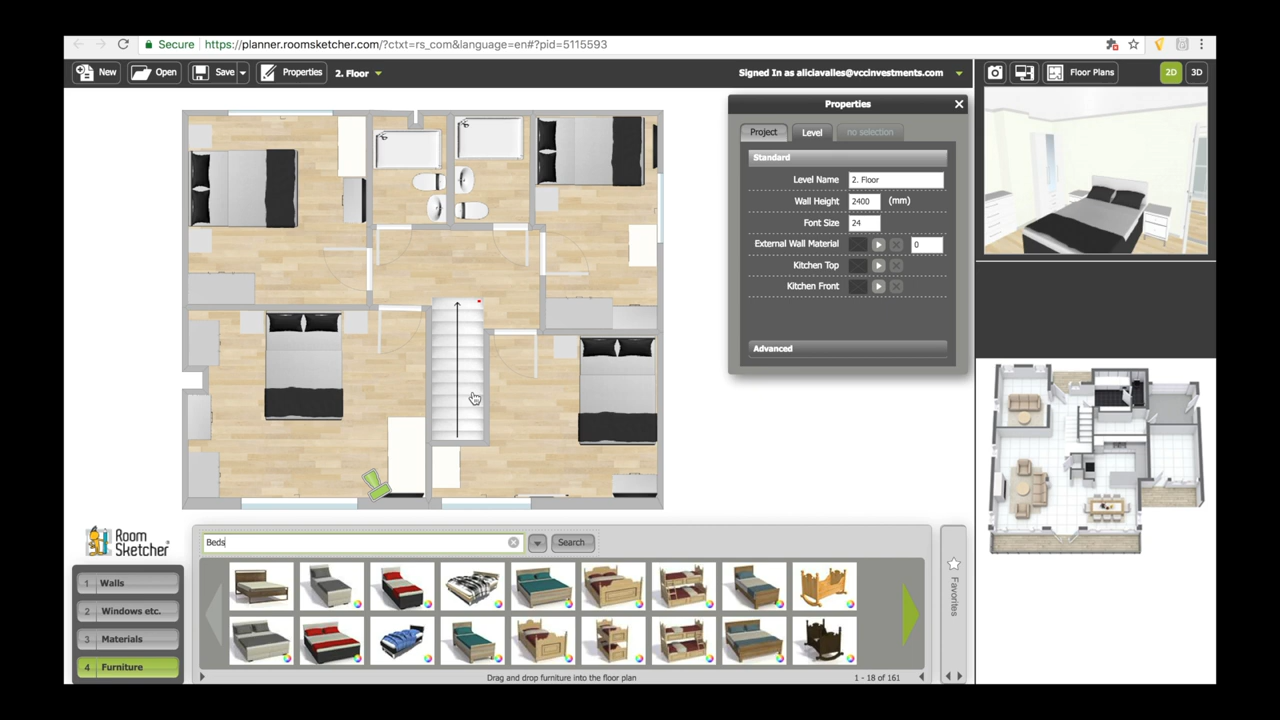 Secure https://planner.roomsketcher.com/?ctxt=rs_com&language=en#?pid=5115593
New Open Save Properties 2. Floor Signed In as aliciavalles@vccinvestments.com Floor Plans 2D 3D
Properties
Project Level no selection
Standard
Level Name 2. Floor
Wall Height 2400 (mm)
Font Size 24
External Wall Material 0
Kitchen Top
Kitchen Front
Advanced
Room Sketcher
Beds Search
1 Walls
2 Windows etc.
3 Materials
4 Furniture
Favorites
Drag and drop furniture into the floor plan 1 - 18 of 161